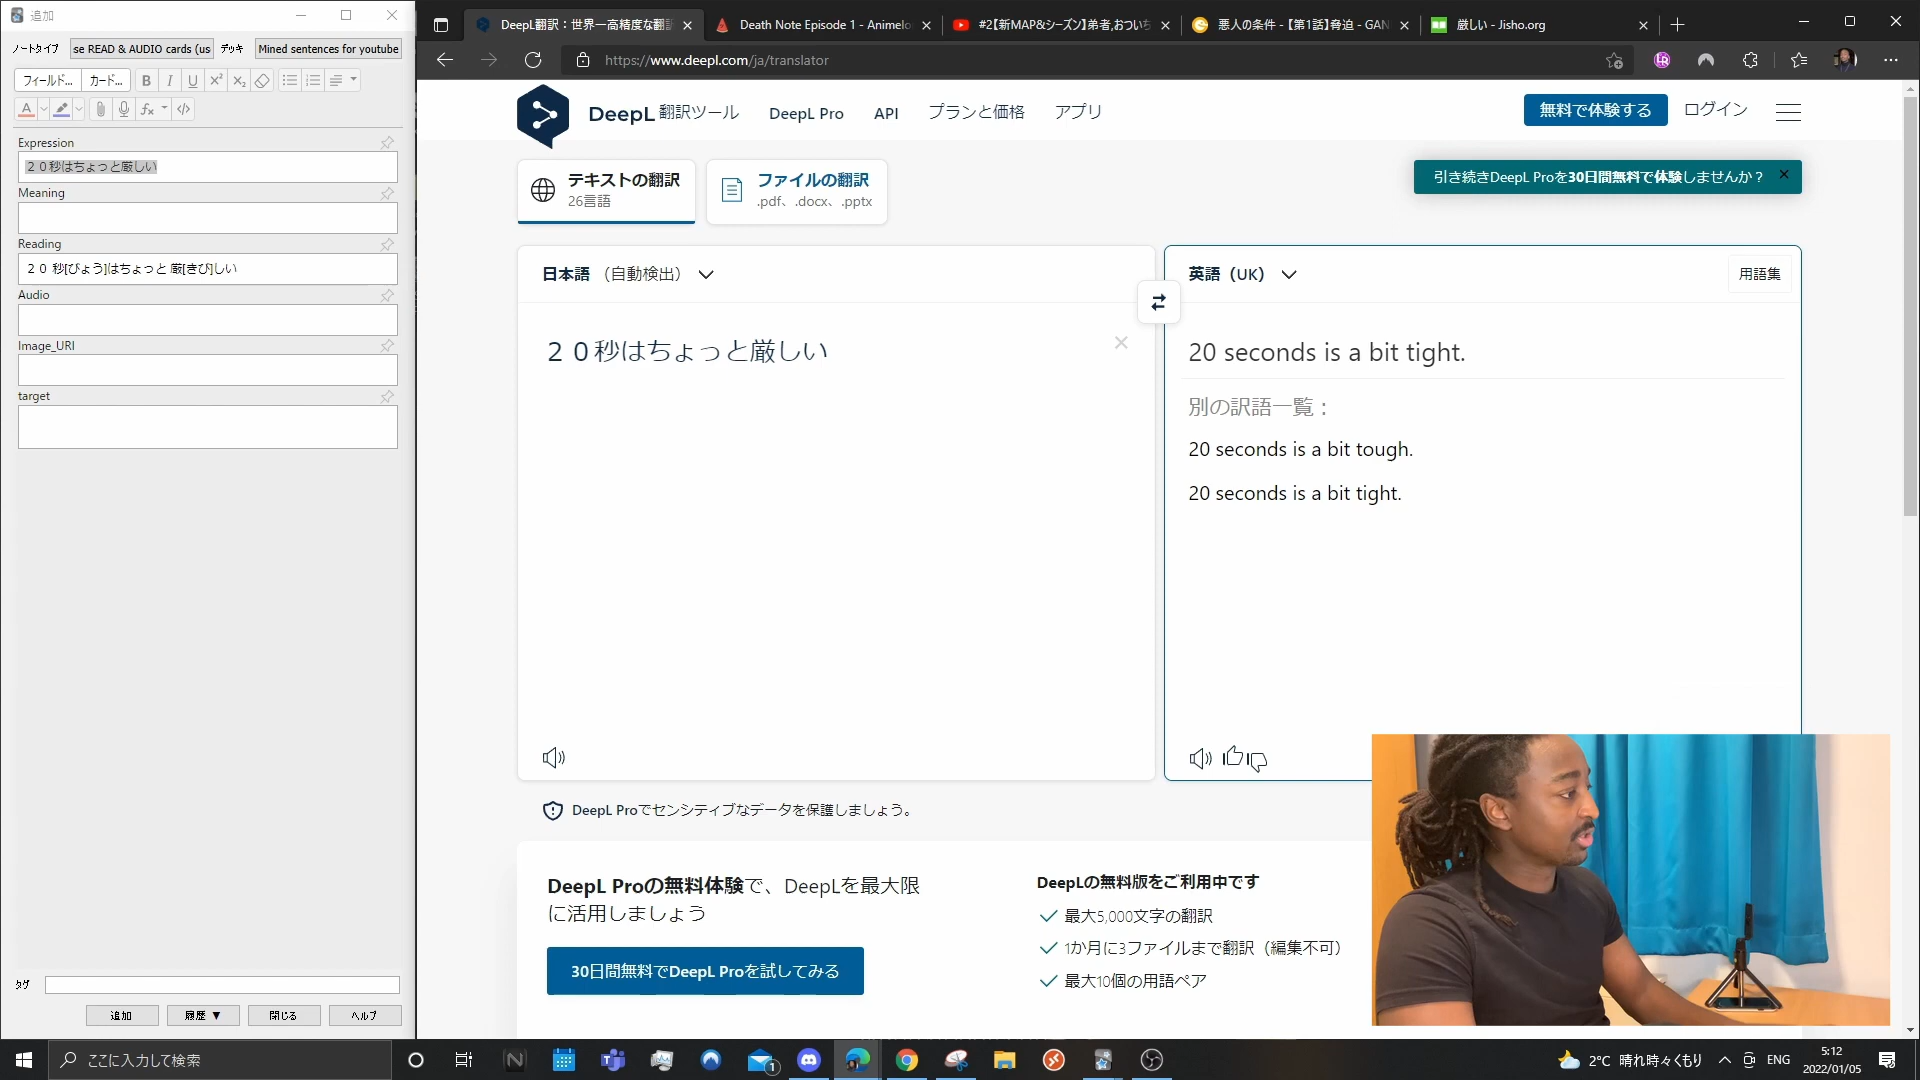 追加
ノートタイプ se READ & AUDIO cards (us デッキ Mined sentences for youtube
フィールド... カード... B I U X² X₂
Expression
２０秒はちょっと厳しい
Meaning
Reading
２０ 秒[びょう]はちょっと 厳[きび]しい
Audio
Image_URI
target
タグ
追加 履歴 ▼ 閉じる ヘルプ
DeepL翻訳：世界一高精度な翻訳
Death Note Episode 1 - Animelo
#2【新MAP&シーズン】弟者,おついち
悪人の条件 -【第1話】脅迫 - GAN
厳しい - Jisho.org
https://www.deepl.com/ja/translator
DeepL 翻訳ツール DeepL Pro API プランと価格 アプリ 無料で体験する ログイン
テキストの翻訳
26言語
ファイルの翻訳
.pdf、.docx、.pptx
引き続きDeepL Proを30日間無料で体験しませんか？
日本語 （自動検出）
英語（UK）
用語集
２０秒はちょっと厳しい
20 seconds is a bit tight.
別の訳語一覧：
20 seconds is a bit tough.
20 seconds is a bit tight.
DeepL Proでセンシティブなデータを保護しましょう。
DeepL Proの無料体験で、DeepLを最大限
に活用しましょう
30日間無料でDeepL Proを試してみる
DeepLの無料版をご利用中です
最大5,000文字の翻訳
1か月に3ファイルまで翻訳（編集不可）
最大10個の用語ペア
ここに入力して検索
1
2°C 晴れ時々くもり
ENG
5:12
2022/01/05